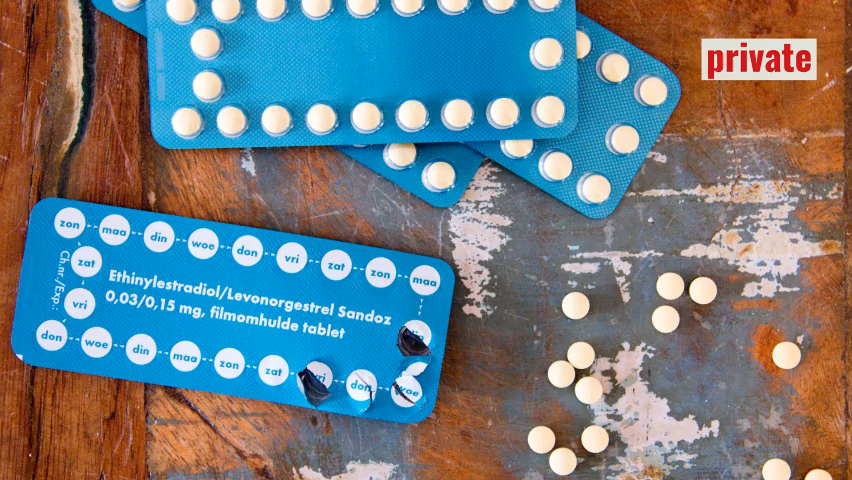 private
zon maa din woe don vri zat zon maa
zat
Ch.nr./Exp.:
Ethinylestradiol/Levonorgestrel Sandoz
0,03/0,15 mg, filmomhulde tablet
vri
don woe din maa zon zat vri don woe